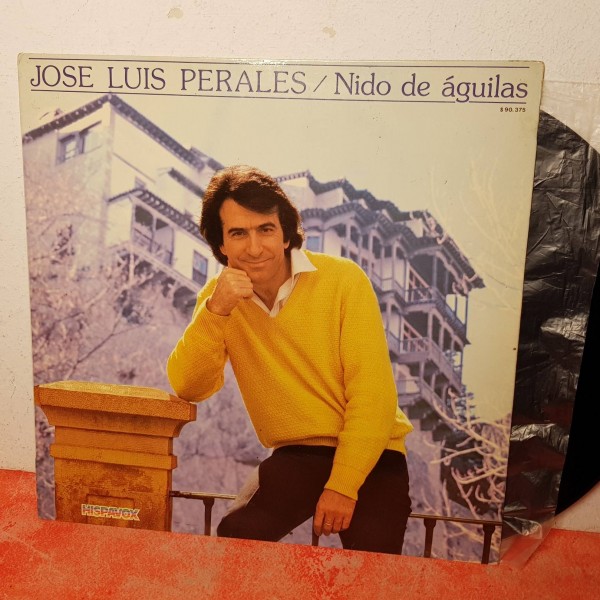 JOSE LUIS PERALES / Nido de águilas
S 90.375
HISPAVOX